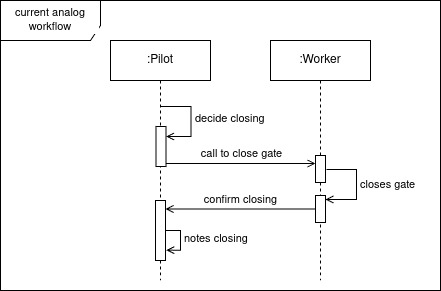 current analog
workflow
:Pilot
:Worker
decide closing
call to close gate
closes gate
confirm closing
notes closing